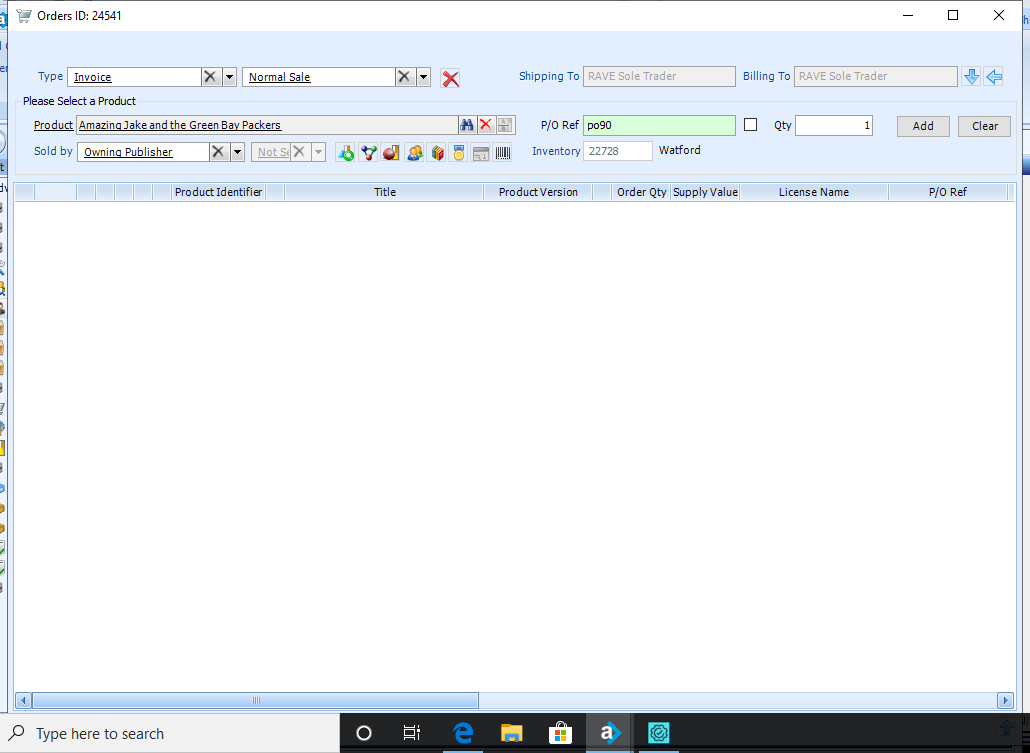 Orders ID: 24541
Type Invoice Normal Sale Shipping To RAVE Sole Trader Billing To RAVE Sole Trader
Please Select a Product
Product Amazing Jake and the Green Bay Packers P/O Ref po90 Qty 1 Add Clear
Sold by Owning Publisher Not Se Inventory 22728 Watford
Product Identifier Title Product Version Order Qty Supply Value License Name P/O Ref
Type here to search